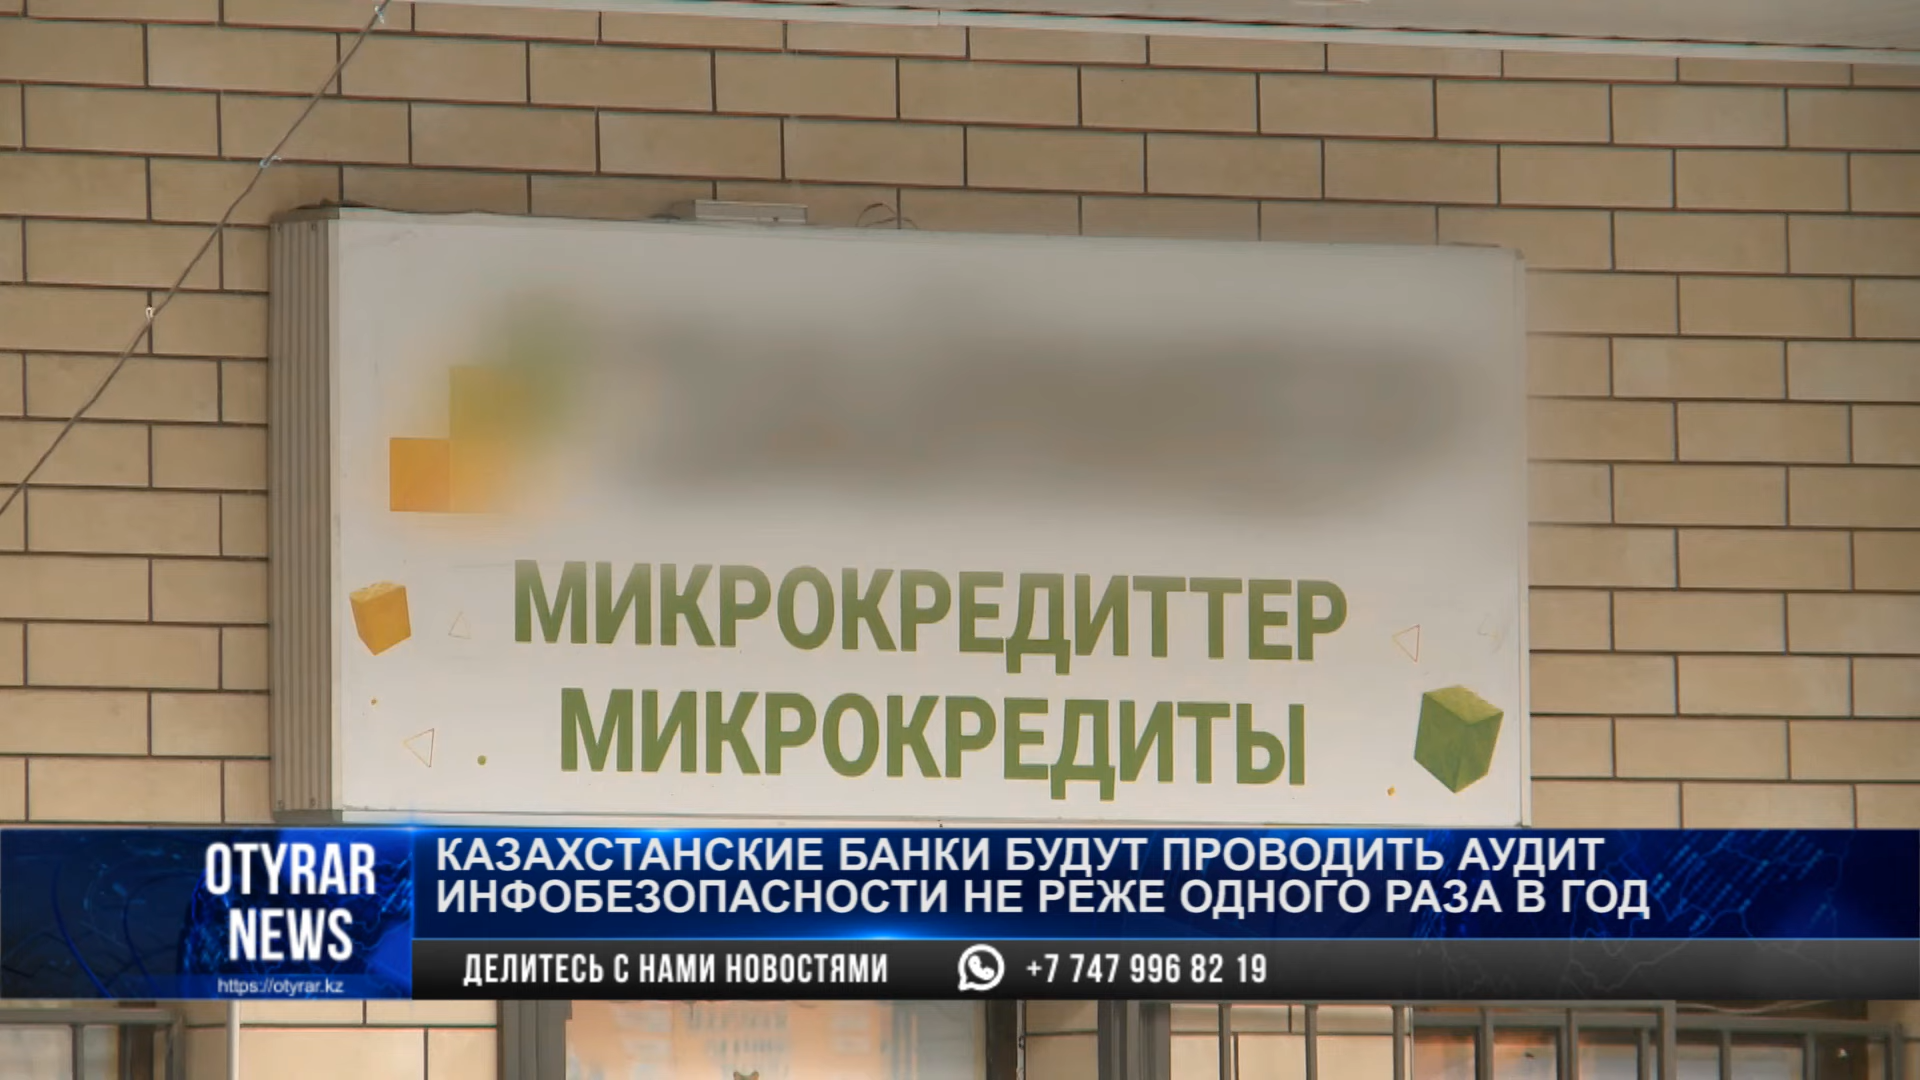 МИКРОКРЕДИТТЕР
МИКРОКРЕДИТЫ
OTYRAR
NEWS
https://otyrar.kz
КАЗАХСТАНСКИЕ БАНКИ БУДУТ ПРОВОДИТЬ АУДИТ
ИНФОБЕЗОПАСНОСТИ НЕ РЕЖЕ ОДНОГО РАЗА В ГОД
ДЕЛИТЕСЬ С НАМИ НОВОСТЯМИ +7 747 996 82 19